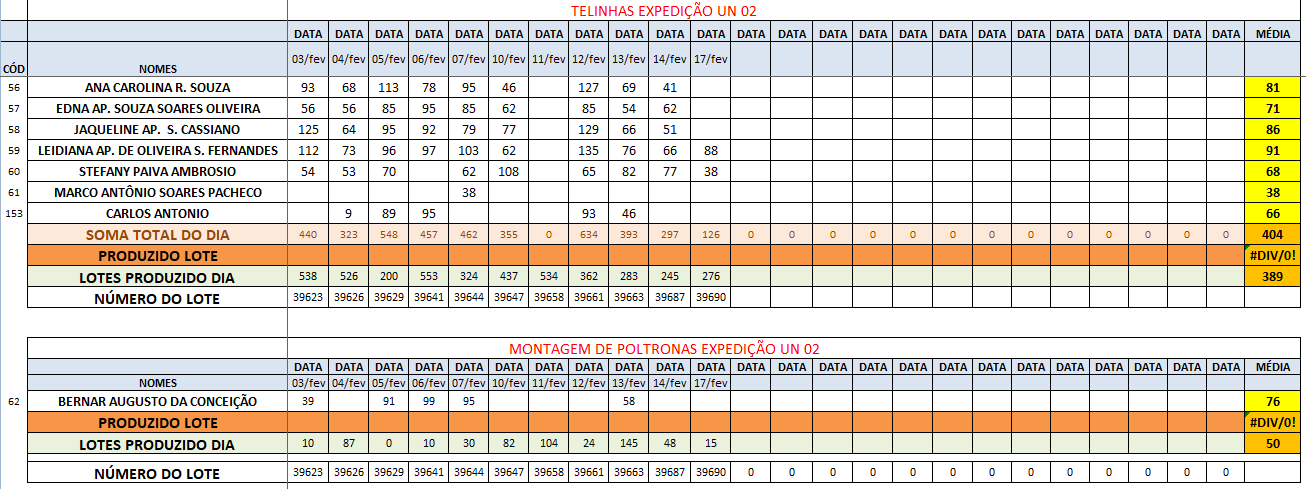 TELINHAS EXPEDIÇÃO UN 02
DATA DATA DATA DATA DATA DATA DATA DATA DATA DATA DATA DATA DATA DATA DATA DATA DATA DATA DATA DATA DATA DATA DATA DATA MÉDIA
CÓD NOMES 03/fev 04/fev 05/fev 06/fev 07/fev 10/fev 11/fev 12/fev 13/fev 14/fev 17/fev
56 ANA CAROLINA R. SOUZA 93 68 113 78 95 46 127 69 41 81
57 EDNA AP. SOUZA SOARES OLIVEIRA 56 56 85 95 85 62 85 54 62 71
58 JAQUELINE AP. S. CASSIANO 125 64 95 92 79 77 129 66 51 86
59 LEIDIANA AP. DE OLIVEIRA S. FERNANDES 112 73 96 97 103 62 135 76 66 88 91
60 STEFANY PAIVA AMBROSIO 54 53 70 62 108 65 82 77 38 68
61 MARCO ANTÔNIO SOARES PACHECO 38 38
153 CARLOS ANTONIO 9 89 95 93 46 66
SOMA TOTAL DO DIA 440 323 548 457 462 355 0 634 393 297 126 0 0 0 0 0 0 0 0 0 0 0 0 0 404
PRODUZIDO LOTE #DIV/0!
LOTES PRODUZIDO DIA 538 526 200 553 324 437 534 362 283 245 276 389
NÚMERO DO LOTE 39623 39626 39629 39641 39644 39647 39658 39661 39663 39687 39690
MONTAGEM DE POLTRONAS EXPEDIÇÃO UN 02
DATA DATA DATA DATA DATA DATA DATA DATA DATA DATA DATA DATA DATA DATA DATA DATA DATA DATA DATA DATA DATA DATA DATA DATA MÉDIA
NOMES 03/fev 04/fev 05/fev 06/fev 07/fev 10/fev 11/fev 12/fev 13/fev 14/fev 17/fev
62 BERNAR AUGUSTO DA CONCEIÇÃO 39 91 99 95 58 76
PRODUZIDO LOTE #DIV/0!
LOTES PRODUZIDO DIA 10 87 0 10 30 82 104 24 145 48 15 50
NÚMERO DO LOTE 39623 39626 39629 39641 39644 39647 39658 39661 39663 39687 39690 0 0 0 0 0 0 0 0 0 0 0 0 0